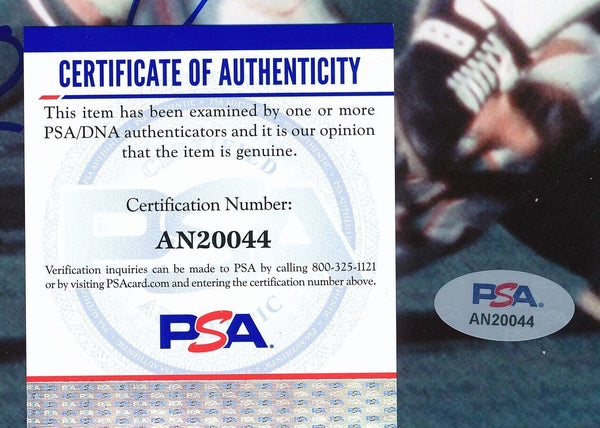 CERTIFICATE OF AUTHENTICITY
This item has been examined by one or more
PSA/DNA authenticators and it is our opinion
that the item is genuine.
Certification Number:
AN20044
Verification inquiries can be made to PSA by calling 800-325-1121
or by visiting PSAcard.com and entering the certification number above.
PSA.
PSA.
AN20044